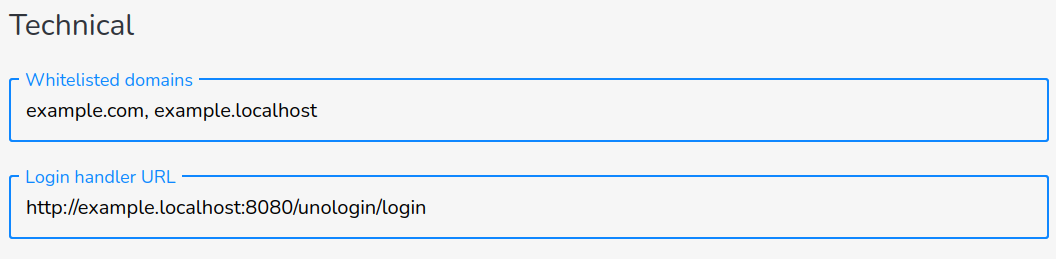 Technical
Whitelisted domains
example.com, example.localhost
Login handler URL
http://example.localhost:8080/unologin/login